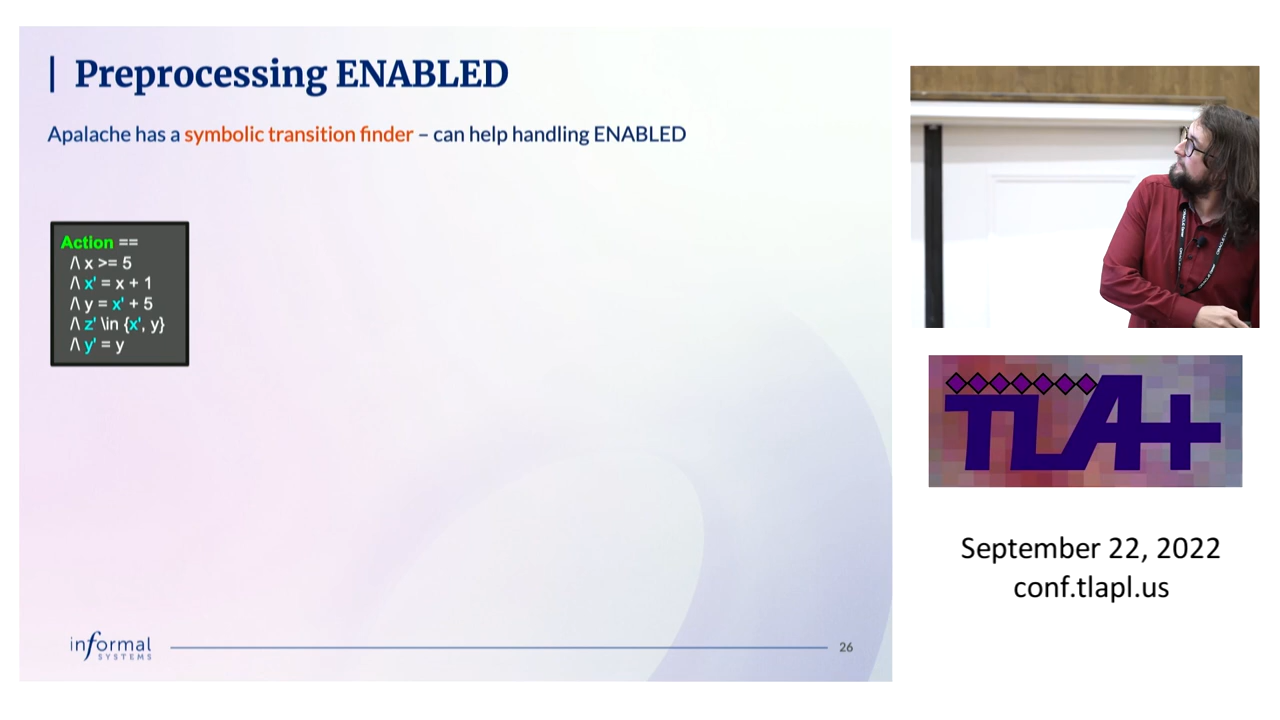 Preprocessing ENABLED
Apalache has a symbolic transition finder – can help handling ENABLED
Action ==
/\ x >= 5
/\ x' = x + 1
/\ y = x' + 5
/\ z' \in {x', y}
/\ y' = y
informal
SYSTEMS
26
TLA+
September 22, 2022
conf.tlapl.us